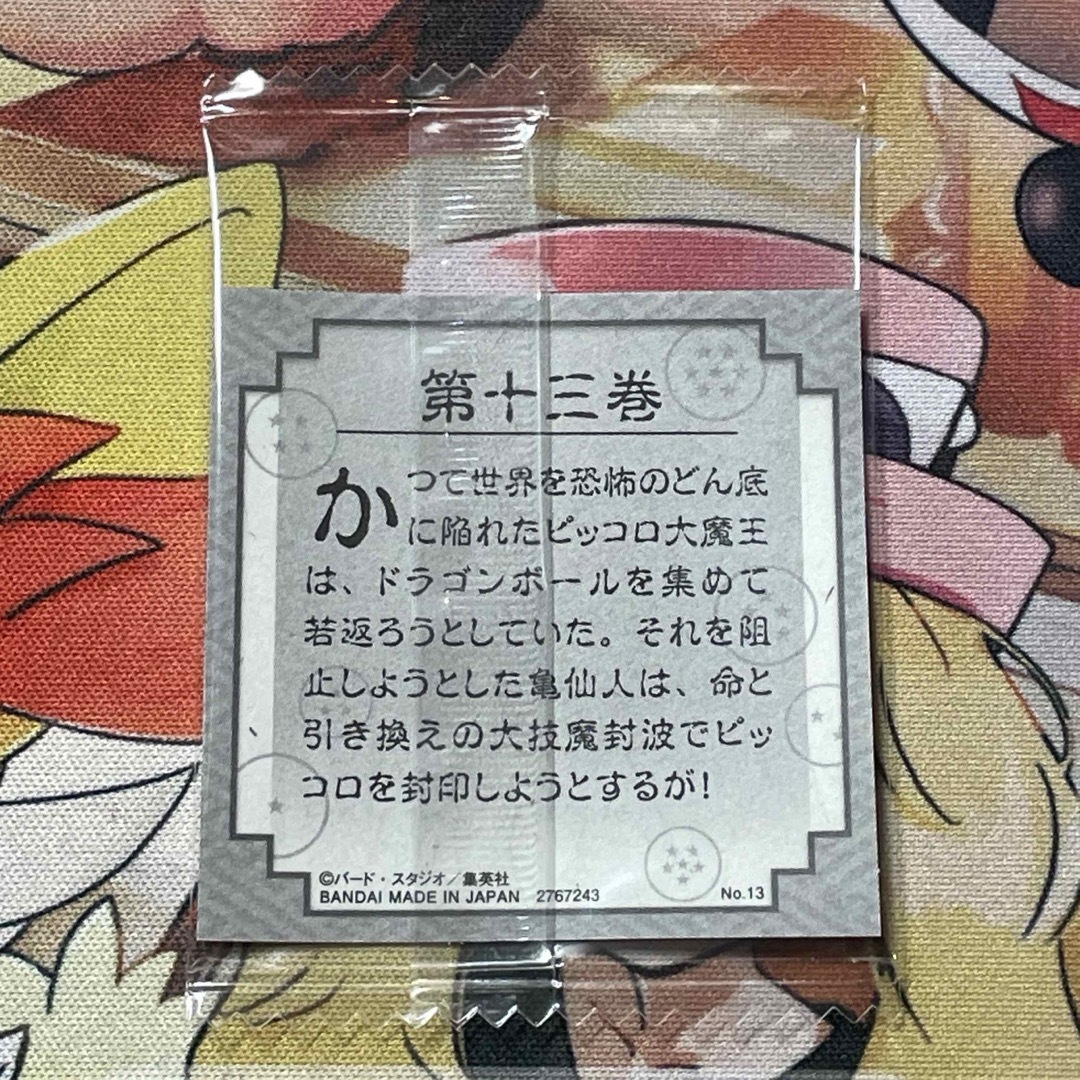 第十三巻
かつて世界を恐怖のどん底
に陥れたピッコロ大魔王
は、ドラゴンボールを集めて
若返ろうとしていた。それを阻
止しようとした亀仙人は、命と
引き換えの大技魔封波でピッ
コロを封印しようとするが!
©バード・スタジオ／集英社
BANDAI MADE IN JAPAN 2767243 No.13